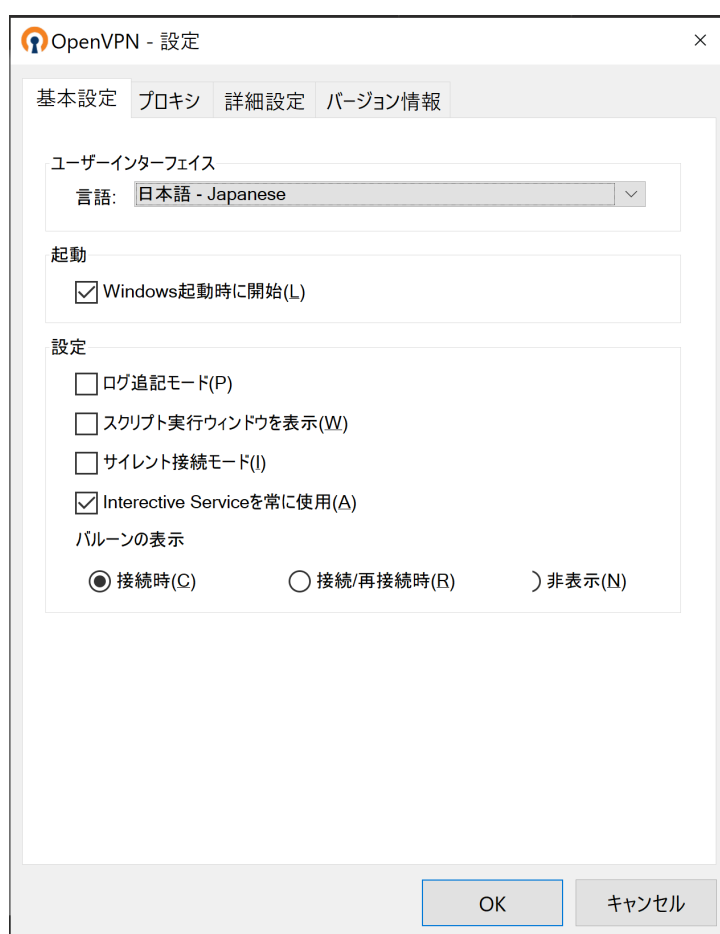 OpenVPN - 設定
基本設定 プロキシ 詳細設定 バージョン情報
ユーザーインターフェイス
言語: 日本語 - Japanese
起動
Windows起動時に開始(L)
設定
ログ追記モード(P)
スクリプト実行ウィンドウを表示(W)
サイレント接続モード(I)
Interective Serviceを常に使用(A)
バルーンの表示
接続時(C) 接続/再接続時(R) 非表示(N)
OK キャンセル